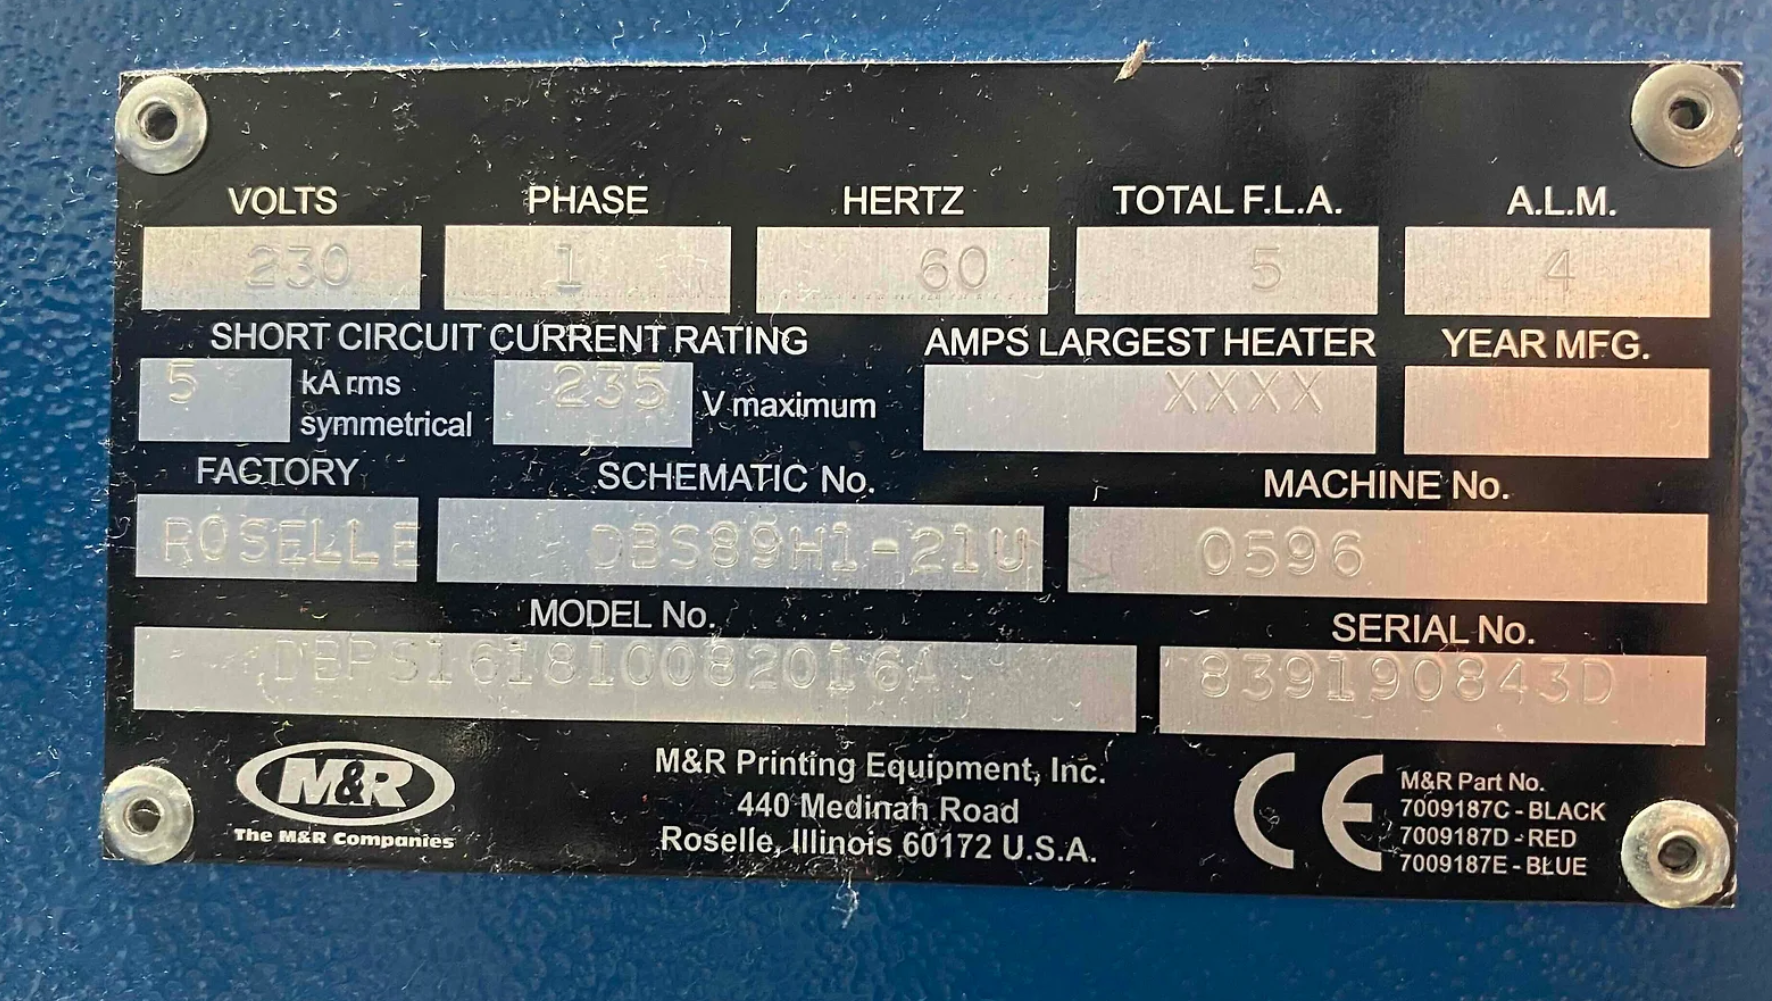 VOLTS PHASE HERTZ TOTAL F.L.A. A.L.M.
230 1 60 5 4
SHORT CIRCUIT CURRENT RATING AMPS LARGEST HEATER YEAR MFG.
5 kA rms symmetrical 235 V maximum XXXX
FACTORY SCHEMATIC No. MACHINE No.
ROSELLE DBS89H1-21U 0596
MODEL No. SERIAL No.
DBPS161810082016A 839190843D
M&R
The M&R Companies
M&R Printing Equipment, Inc.
440 Medinah Road
Roselle, Illinois 60172 U.S.A.
CE
M&R Part No.
7009187C - BLACK
7009187D - RED
7009187E - BLUE